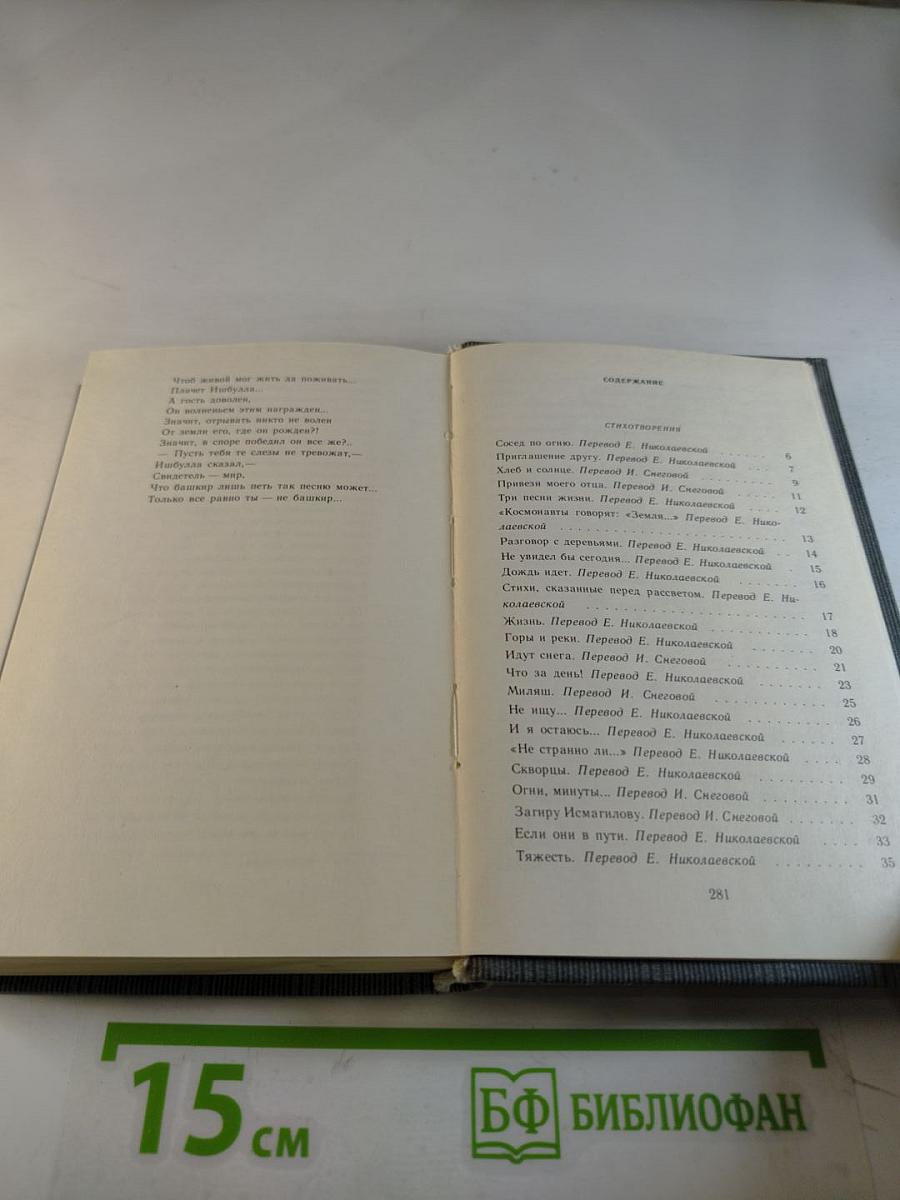 Чтоб живой мог жить да поживать...
Плачет Ишбулла...
А гость доволен,
Он волненьем этим награжден...
Значит, отрывать никто не волен
От земли его, где он рожден?!
Значит, в споре победил он все же?..
— Пусть тебя те слезы не тревожат,—
Ишбулла сказал,—
Свидетель — мир,
Что башкир лишь петь так песню может...
Только все равно ты — не башкир...
СОДЕРЖАНИЕ
СТИХОТВОРЕНИЯ
Сосед по огню. Перевод Е. Николаевской . . . . . . 6
Приглашение другу. Перевод Е. Николаевской . . . . 7
Хлеб и солнце. Перевод И. Снеговой . . . . . . . 9
Привези моего отца. Перевод И. Снеговой . . . . . 11
Три песни жизни. Перевод Е. Николаевской . . . . 12
«Космонавты говорят: «Земля...» Перевод Е. Нико-
лаевской . . . . . . . . . . . . . . . . . 13
Разговор с деревьями. Перевод Е. Николаевской . . 14
Не увидел бы сегодня... Перевод Е. Николаевской . 15
Дождь идет. Перевод Е. Николаевской . . . . . . . 16
Стихи, сказанные перед рассветом. Перевод Е. Ни-
колаевской . . . . . . . . . . . . . . . . 17
Жизнь. Перевод Е. Николаевской . . . . . . . . 18
Горы и реки. Перевод Е. Николаевской . . . . . . 20
Идут снега. Перевод И. Снеговой . . . . . . . . 21
Что за день! Перевод Е. Николаевской . . . . . . 23
Миляш. Перевод И. Снеговой . . . . . . . . . 25
Не ищу... Перевод Е. Николаевской . . . . . . . 26
И я остаюсь... Перевод Е. Николаевской . . . . . 27
«Не странно ли...» Перевод Е. Николаевской . . . . 28
Скворцы. Перевод Е. Николаевской . . . . . . . 29
Огни, минуты... Перевод И. Снеговой . . . . . . . 31
Загиру Исмагилову. Перевод И. Снеговой . . . . . 32
Если они в пути. Перевод Е. Николаевской . . . . 33
Тяжесть. Перевод Е. Николаевской . . . . . . . 35
281
15 см
БФ БИБЛИОФАН